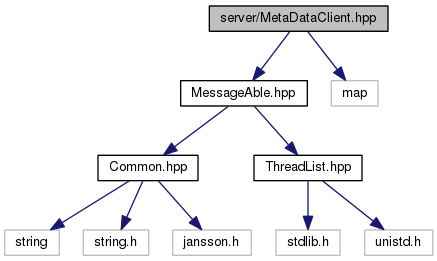 server/MetaDataClient.hpp
MessageAble.hpp
map
Common.hpp
ThreadList.hpp
string
string.h
jansson.h
stdlib.h
unistd.h